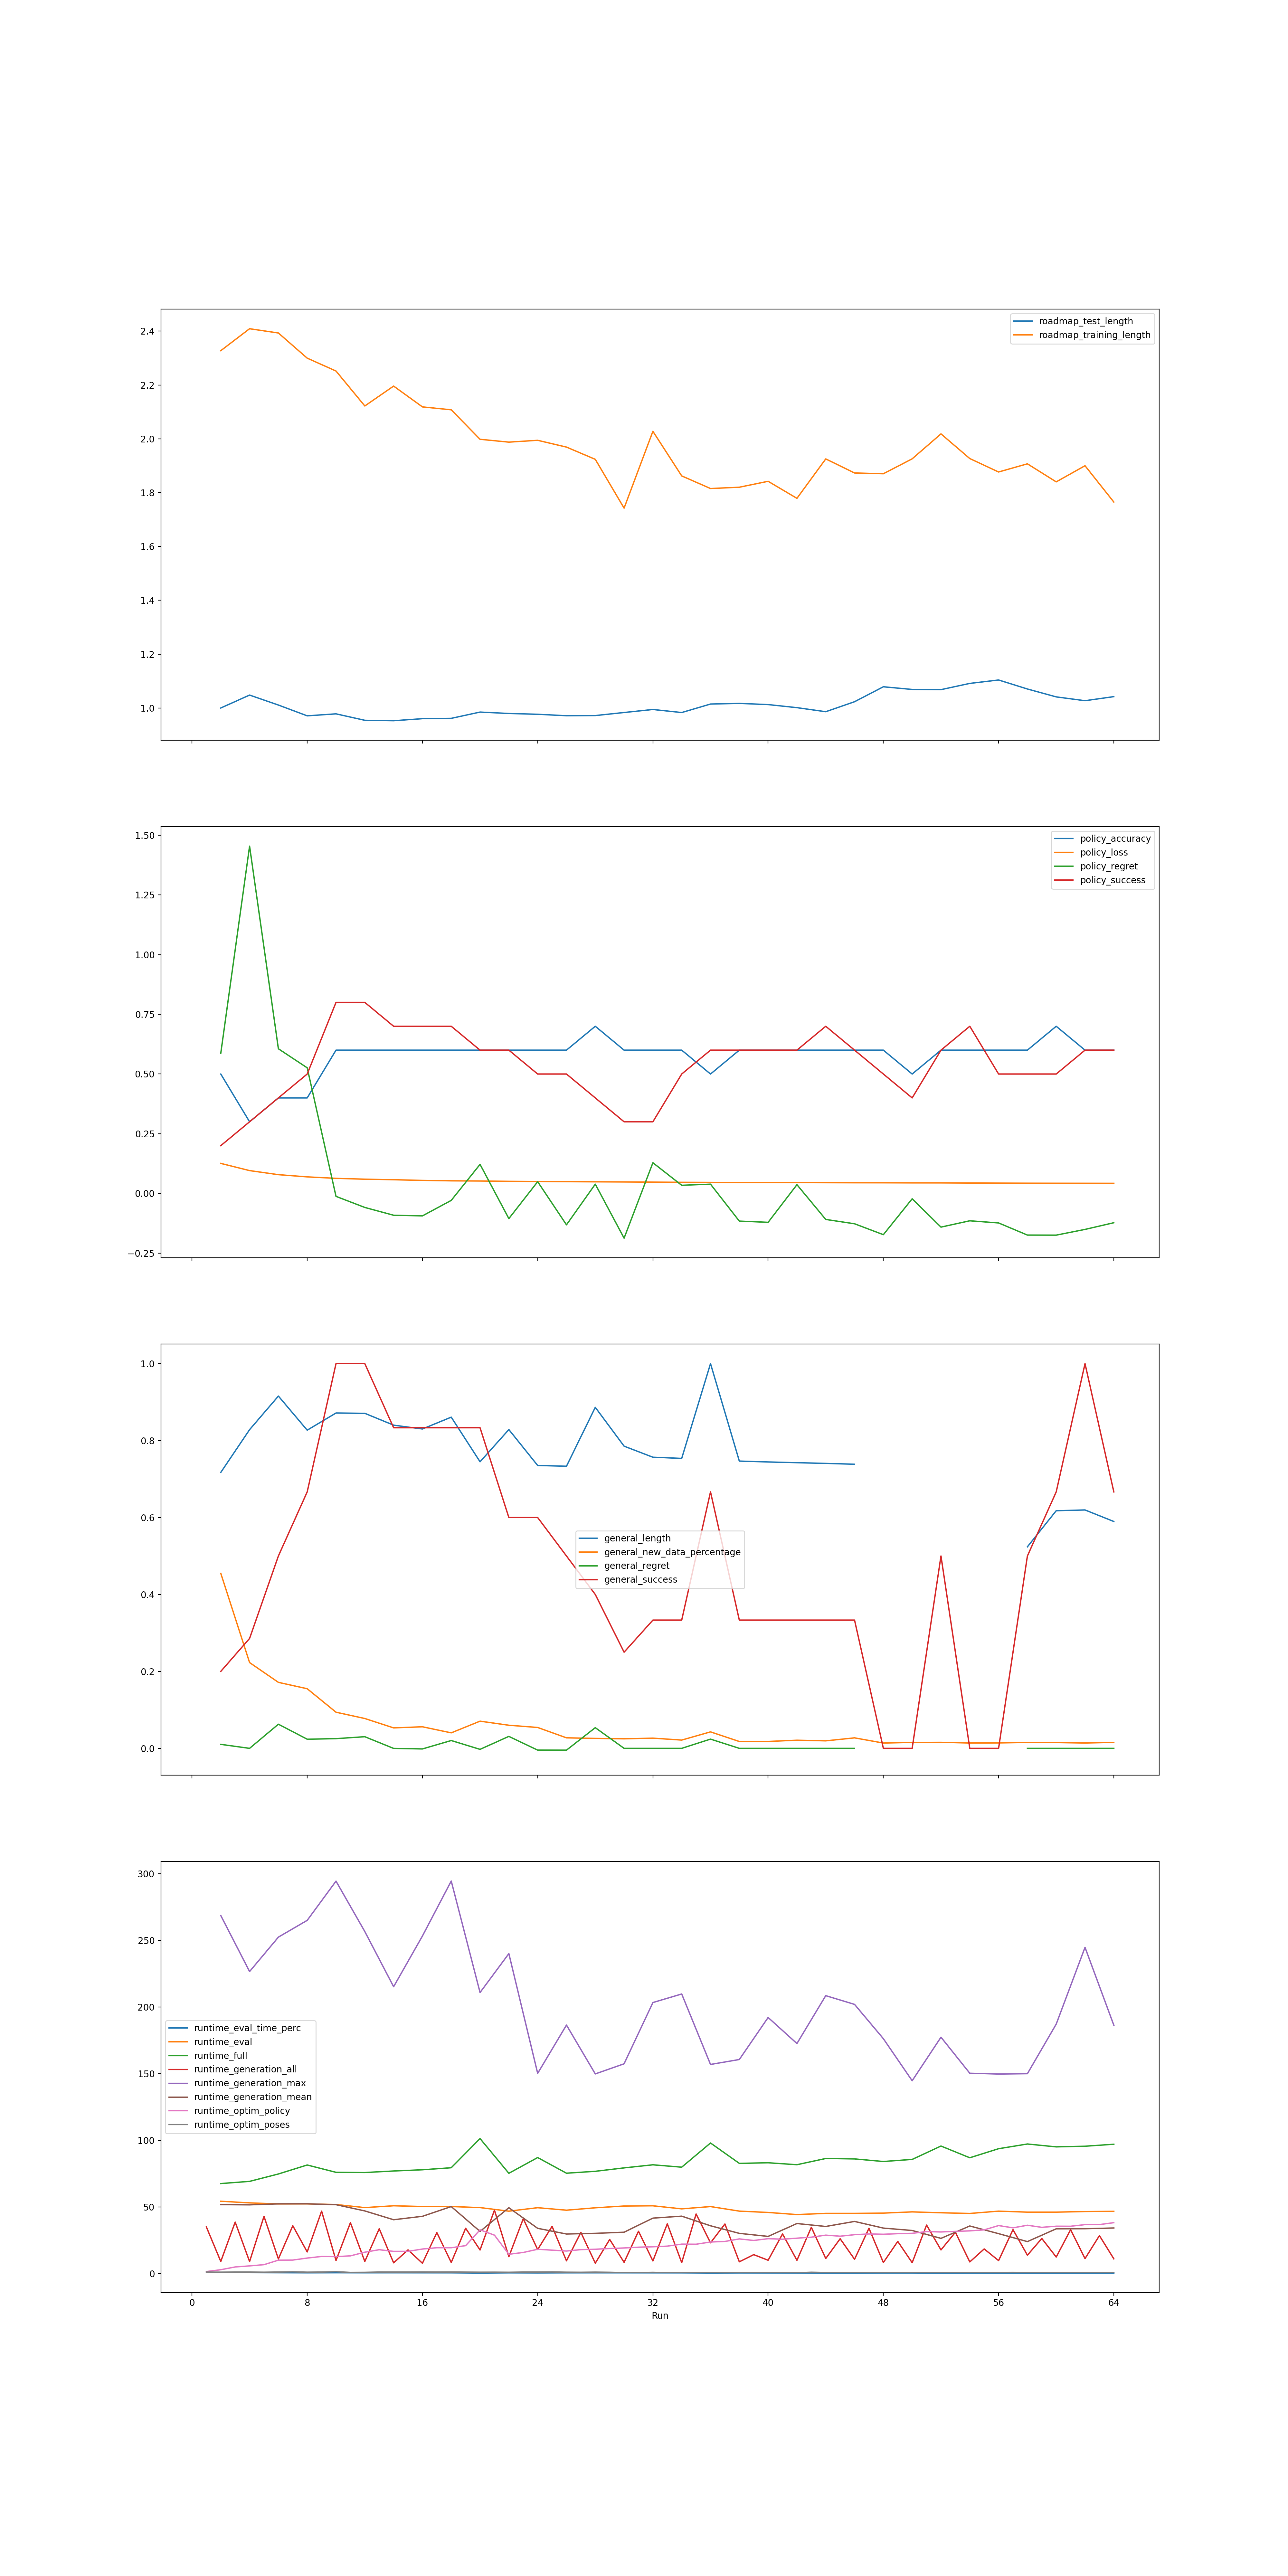 2.4
2.2
2.0
1.8
1.6
1.4
1.2
1.0
roadmap_test_length
roadmap_training_length
1.50
1.25
1.00
0.75
0.50
0.25
0.00
−0.25
policy_accuracy
policy_loss
policy_regret
policy_success
1.0
0.8
0.6
0.4
0.2
0.0
general_length
general_new_data_percentage
general_regret
general_success
300
250
200
150
100
50
0
runtime_eval_time_perc
runtime_eval
runtime_full
runtime_generation_all
runtime_generation_max
runtime_generation_mean
runtime_optim_policy
runtime_optim_poses
0 8 16 24 32 40 48 56 64
Run